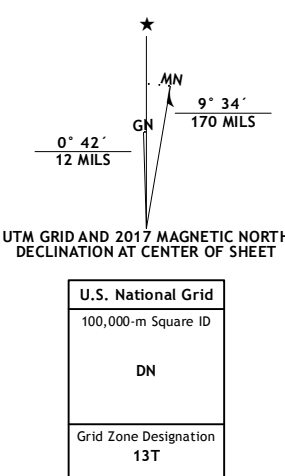 ★
MN
GN
9° 34´
170 MILS
0° 42´
12 MILS
UTM GRID AND 2017 MAGNETIC NORTH
DECLINATION AT CENTER OF SHEET
U.S. National Grid
100,000-m Square ID
DN
Grid Zone Designation
13T